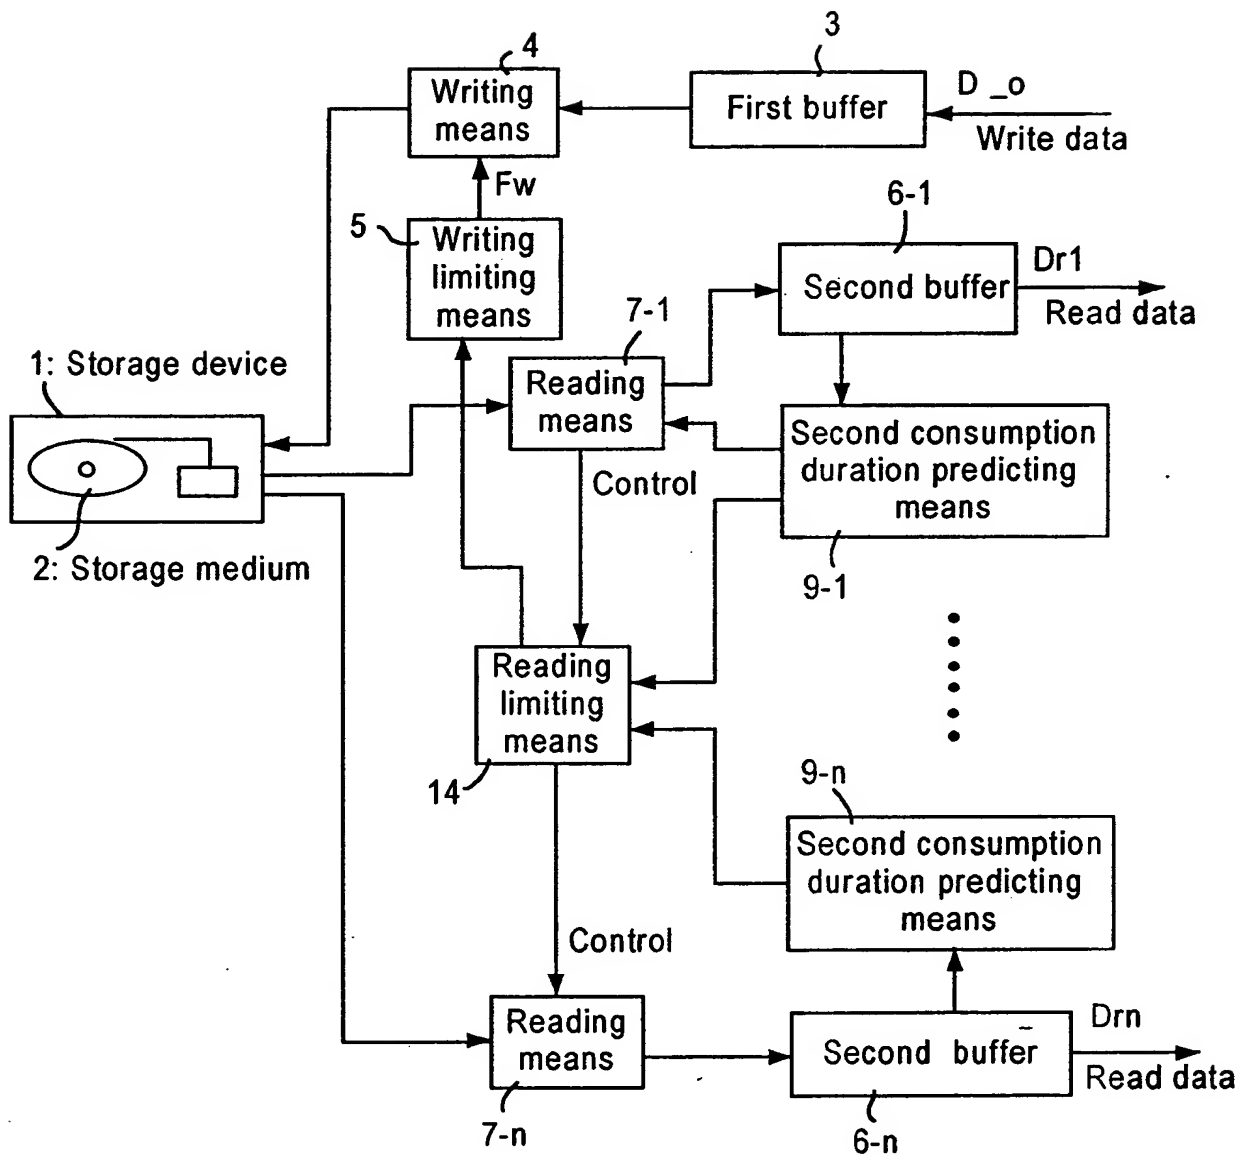 4
3
Writing
means
First buffer
D _o
Write data
Fw
5
Writing
limiting
means
6-1
Second buffer
Dr1
Read data
7-1
Reading
means
1: Storage device
Second consumption
duration predicting
means
Control
9-1
2: Storage medium
Reading
limiting
means
14
9-n
Second consumption
duration predicting
means
Control
Reading
means
7-n
Second buffer
Drn
Read data
6-n